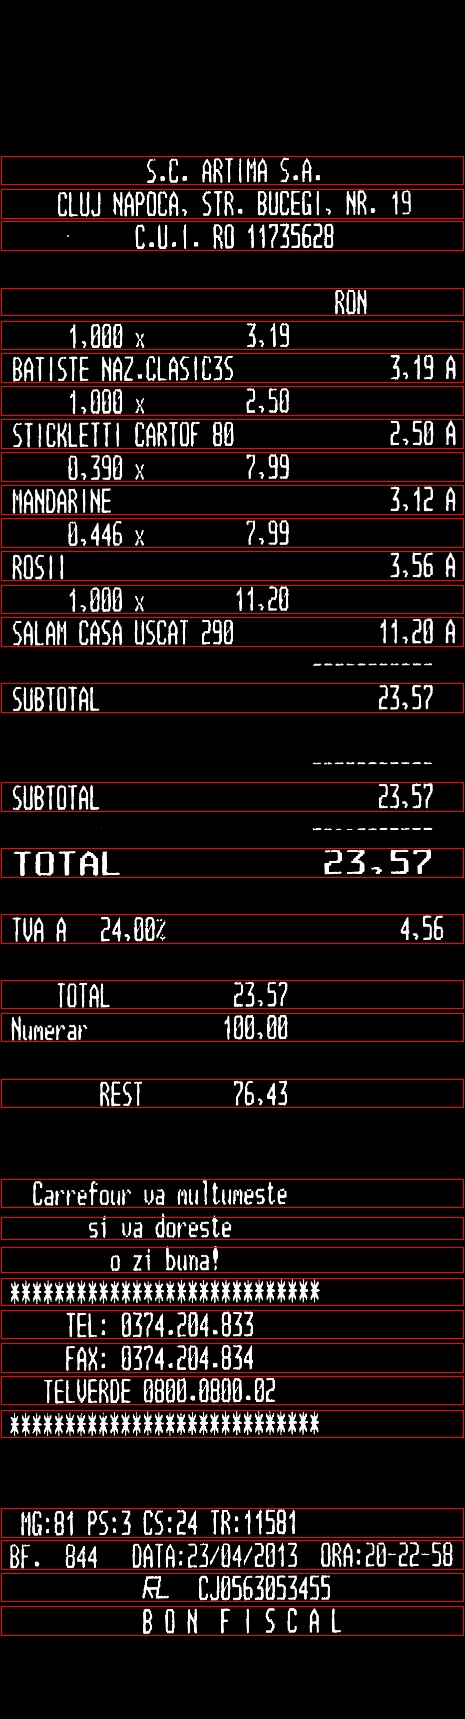 S.C. ARTIMA S.A.
CLUJ NAPOCA, STR. BUCEGI, NR. 19
C.U.I. RO 11735628
RON
1,000 x 3,19
BATISTE NAZ.CLASIC3S 3,19 A
1,000 x 2,50
STICKLETTI CARTOF 80 2,50 A
0,390 x 7,99
MANDARINE 3,12 A
0,446 x 7,99
ROSII 3,56 A
1,000 x 11,20
SALAM CASA USCAT 290 11,20 A
-----------
SUBTOTAL 23,57
-----------
SUBTOTAL 23,57
-----------
TOTAL 23,57
TVA A 24,00% 4,56
TOTAL 23,57
Numerar 100,00
REST 76,43
Carrefour va multumeste
si va doreste
o zi buna!
****************************
TEL: 0374.204.833
FAX: 0374.204.834
TELVERDE 0800.0800.02
****************************
MG:81 PS:3 CS:24 TR:11581
BF. 844 DATA:23/04/2013 ORA:20-22-58
CJ0563053455
B O N F I S C A L